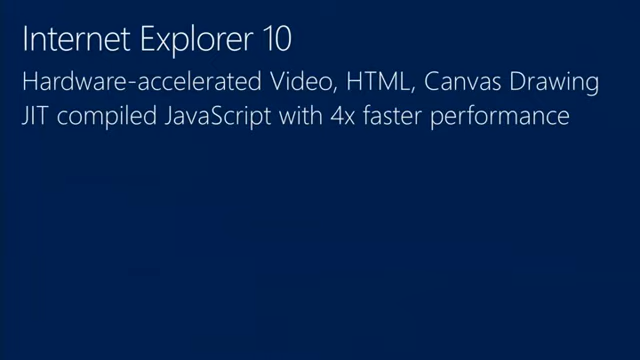 Internet Explorer 10
Hardware-accelerated Video, HTML, Canvas Drawing
JIT compiled JavaScript with 4x faster performance